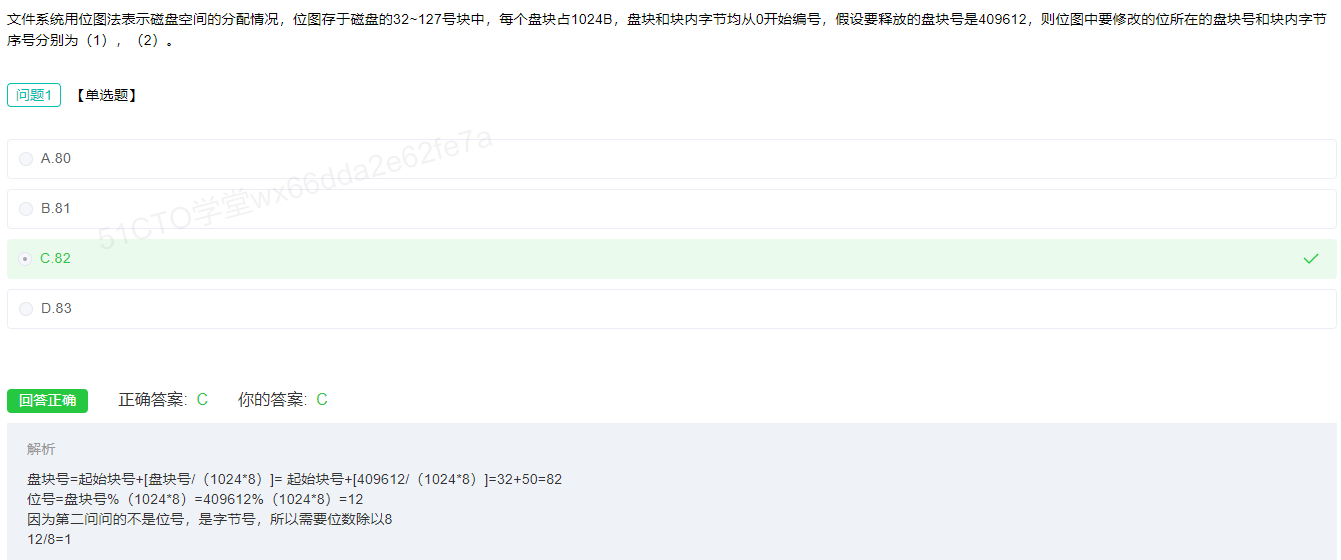 文件系统用位图法表示磁盘空间的分配情况，位图存于磁盘的32~127号块中，每个盘块占1024B，盘块和块内字节均从0开始编号，假设要释放的盘块号是409612，则位图中要修改的位所在的盘块号和块内字节
序号分别为（1），（2）。
问题1 【单选题】
A.80
51CTO学堂wx66dda2e62fe7a
B.81
C.82
D.83
回答正确 正确答案: C 你的答案: C
解析
盘块号=起始块号+[盘块号/（1024*8）]= 起始块号+[409612/（1024*8）]=32+50=82
位号=盘块号%（1024*8）=409612%（1024*8）=12
因为第二问问的不是位号，是字节号，所以需要位数除以8
12/8=1